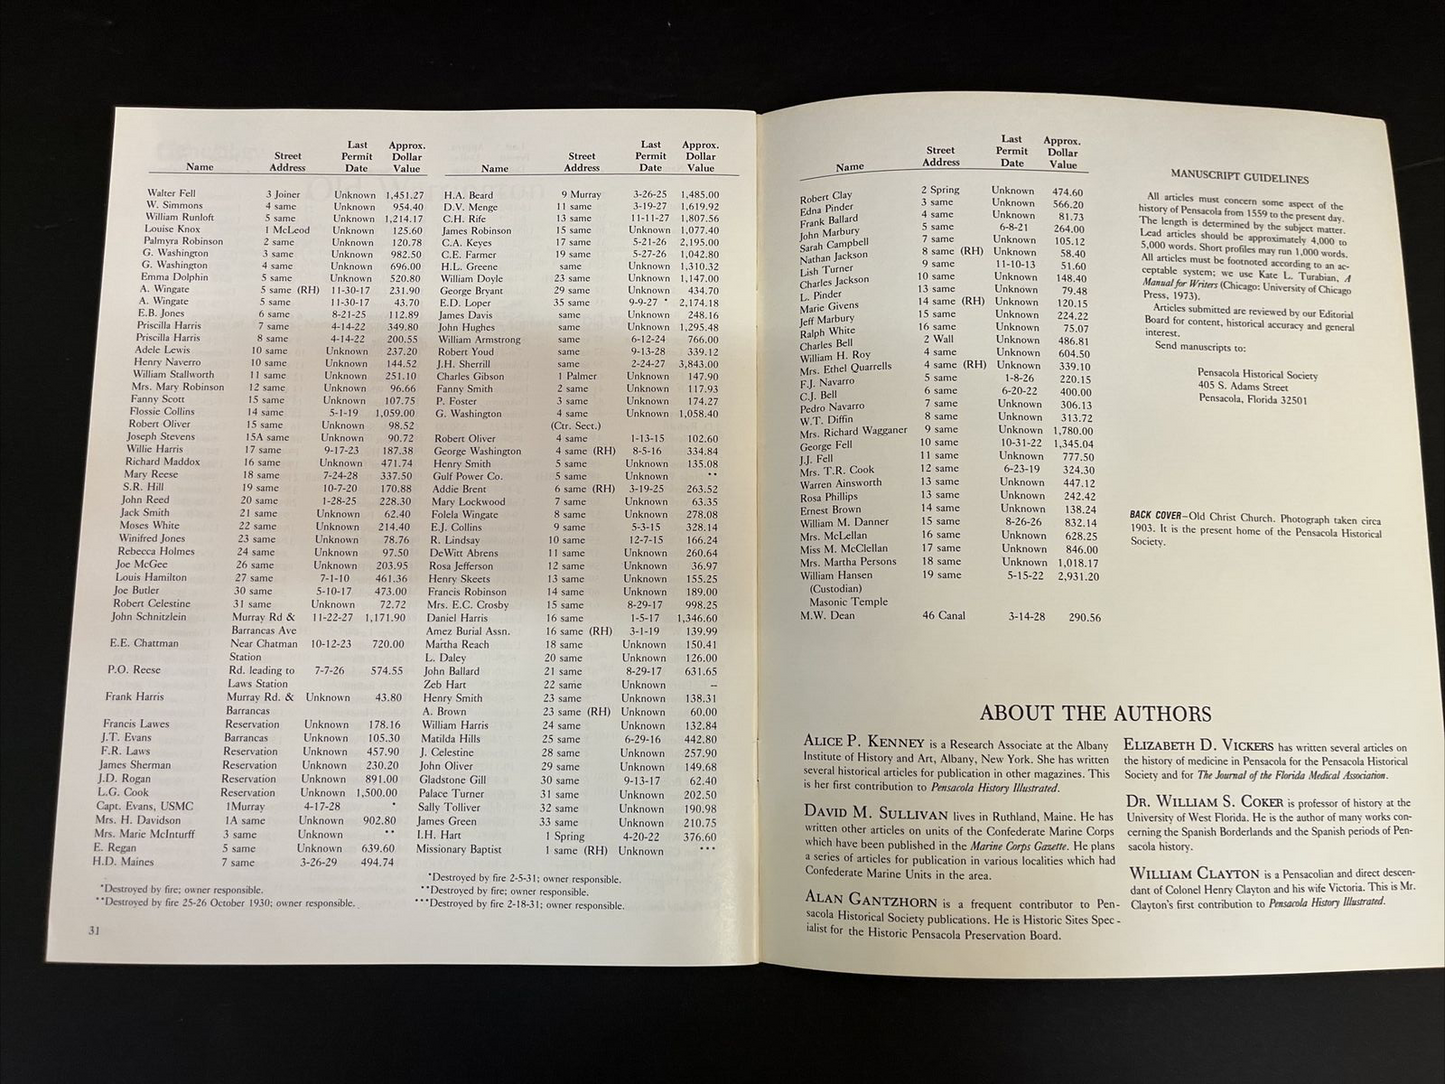 Name Street Address Last Permit Date Approx. Dollar Value
Walter Fell 3 Joiner Unknown 1,451.27
W. Simmons 4 same Unknown 954.40
William Runloft 5 same Unknown 1,214.17
Louise Knox 1 McLeod Unknown 125.60
Palmyra Robinson 2 same Unknown 120.78
G. Washington 3 same Unknown 982.50
G. Washington 4 same Unknown 696.00
Emma Dolphin 5 same Unknown 520.80
A. Wingate 5 same (RH) 11-30-17 231.90
A. Wingate 5 same 11-30-17 43.70
E.B. Jones 6 same 8-21-25 112.89
Priscilla Harris 7 same 4-14-22 349.80
Priscilla Harris 8 same 4-14-22 200.55
Adele Lewis 10 same Unknown 237.20
Henry Naverro 10 same Unknown 144.52
William Stallworth 11 same Unknown 251.10
Mrs. Mary Robinson 12 same Unknown 96.66
Fanny Scott 15 same Unknown 107.75
Flossie Collins 14 same 5-1-19 1,059.00
Robert Oliver 15 same Unknown 98.52
Joseph Stevens 15A same Unknown 90.72
Willie Harris 17 same 9-17-23 187.38
Richard Maddox 16 same Unknown 471.74
Mary Reese 18 same 7-24-28 337.50
S.R. Hill 19 same 10-7-20 170.88
John Reed 20 same 1-28-25 228.30
Jack Smith 21 same Unknown 62.40
Moses White 22 same Unknown 214.40
Winifred Jones 23 same Unknown 78.76
Rebecca Holmes 24 same Unknown 97.50
Joe McGee 26 same Unknown 203.95
Louis Hamilton 27 same 7-1-10 461.36
Joe Butler 30 same 5-10-17 473.00
Robert Celestine 31 same Unknown 72.72
John Schnitzlein Murray Rd & 11-22-27 1,171.90
Barrancas Ave
E.E. Chattman Near Chatman 10-12-23 720.00
Station
P.O. Reese Rd. leading to 7-7-26 574.55
Laws Station
Frank Harris Murray Rd. & Unknown 43.80
Barrancas
Francis Lawes Reservation Unknown 178.16
J.T. Evans Barrancas Unknown 105.30
F.R. Laws Reservation Unknown 457.90
James Sherman Reservation Unknown 230.20
J.D. Rogan Reservation Unknown 891.00
L.G. Cook Reservation Unknown 1,500.00
Capt. Evans, USMC 1Murray 4-17-28 *
Mrs. H. Davidson 1A same Unknown 902.80
Mrs. Marie McInturff 3 same Unknown **
E. Regan 5 same Unknown 639.60
H.D. Maines 7 same 3-26-29 494.74
*Destroyed by fire; owner responsible.
**Destroyed by fire 25-26 October 1930; owner responsible.
31
Name Street Address Last Permit Date Approx. Dollar Value
H.A. Beard 9 Murray 3-26-25 1,485.00
D.V. Menge 11 same 3-19-27 1,619.92
C.H. Rife 13 same 11-11-27 1,807.56
James Robinson 15 same Unknown 1,077.40
C.A. Keyes 17 same 5-21-26 2,195.00
C.E. Farmer 19 same 5-27-26 1,042.80
H.L. Greene same Unknown 1,310.32
William Doyle 23 same Unknown 1,147.00
George Bryant 29 same Unknown 434.70
E.D. Loper 35 same 9-9-27 * 2,174.18
James Davis same Unknown 248.16
John Hughes same Unknown 1,295.48
William Armstrong same 6-12-24 766.00
Robert Youd same 9-13-28 339.12
J.H. Sherrill same 2-24-27 3,843.00
Charles Gibson 1 Palmer Unknown 147.90
Fanny Smith 2 same Unknown 117.93
P. Foster 3 same Unknown 174.27
G. Washington 4 same Unknown 1,058.40
(Ctr. Sect.)
Robert Oliver 4 same 1-13-15 102.60
George Washington 4 same (RH) 8-5-16 334.84
Henry Smith 5 same Unknown 135.08
Gulf Power Co. 5 same Unknown **
Addie Brent 6 same (RH) 3-19-25 263.52
Mary Lockwood 7 same Unknown 63.35
Folela Wingate 8 same Unknown 278.08
E.J. Collins 9 same 5-3-15 328.14
R. Lindsay 10 same 12-7-15 166.24
DeWitt Abrens 11 same Unknown 260.64
Rosa Jefferson 12 same Unknown 36.97
Henry Skeets 13 same Unknown 155.25
Francis Robinson 14 same Unknown 189.00
Mrs. E.C. Crosby 15 same 8-29-17 998.25
Daniel Harris 16 same 1-5-17 1,346.60
Amez Burial Assn. 16 same (RH) 3-1-19 139.99
Martha Reach 18 same Unknown 150.41
L. Daley 20 same Unknown 126.00
John Ballard 21 same 8-29-17 631.65
Zeb Hart 22 same Unknown –
Henry Smith 23 same Unknown 138.31
A. Brown 23 same (RH) Unknown 60.00
William Harris 24 same Unknown 132.84
Matilda Hills 25 same 6-29-16 442.80
J. Celestine 28 same Unknown 257.90
John Oliver 29 same Unknown 149.68
Gladstone Gill 30 same 9-13-17 62.40
Palace Turner 31 same Unknown 202.50
Sally Tolliver 32 same Unknown 190.98
James Green 33 same Unknown 210.75
I.H. Hart 1 Spring 4-20-22 376.60
Missionary Baptist 1 same (RH) Unknown ***
*Destroyed by fire 2-5-31; owner responsible.
**Destroyed by fire; owner responsible.
***Destroyed by fire 2-18-31; owner responsible.
Name Street Address Last Permit Date Approx. Dollar Value
Robert Clay 2 Spring Unknown 474.60
Edna Pinder 3 same Unknown 566.20
Frank Ballard 4 same Unknown 81.73
John Marbury 5 same 6-8-21 264.00
Sarah Campbell 7 same Unknown 105.12
Nathan Jackson 8 same (RH) Unknown 58.40
Lish Turner 9 same 11-10-13 51.60
Charles Jackson 10 same Unknown 148.40
L. Pinder 13 same Unknown 79.48
Marie Givens 14 same (RH) Unknown 120.15
Jeff Marbury 15 same Unknown 224.22
Ralph White 16 same Unknown 75.07
Charles Bell 2 Wall Unknown 486.81
William H. Roy 4 same Unknown 604.50
Mrs. Ethel Quarrells 4 same (RH) Unknown 339.10
F.J. Navarro 5 same 1-8-26 220.15
C.J. Bell 6 same 6-20-22 400.00
Pedro Navarro 7 same Unknown 306.13
W.T. Diffin 8 same Unknown 313.72
Mrs. Richard Wagganer 9 same Unknown 1,780.00
George Fell 10 same 10-31-22 1,345.04
J.J. Fell 11 same Unknown 777.50
Mrs. T.R. Cook 12 same 6-23-19 324.30
Warren Ainsworth 13 same Unknown 447.12
Rosa Phillips 13 same Unknown 242.42
Ernest Brown 14 same Unknown 138.24
William M. Danner 15 same 8-26-26 832.14
Mrs. McLellan 16 same Unknown 628.25
Miss M. McClellan 17 same Unknown 846.00
Mrs. Martha Persons 18 same Unknown 1,018.17
William Hansen 19 same 5-15-22 2,931.20
(Custodian)
Masonic Temple
M.W. Dean 46 Canal 3-14-28 290.56
MANUSCRIPT GUIDELINES
All articles must concern some aspect of the
history of Pensacola from 1559 to the present day.
The length is determined by the subject matter.
Lead articles should be approximately 4,000 to
5,000 words. Short profiles may run 1,000 words.
All articles must be footnoted according to an ac-
ceptable system; we use Kate L. Turabian, A
Manual for Writers (Chicago: University of Chicago
Press, 1973).
Articles submitted are reviewed by our Editorial
Board for content, historical accuracy and general
interest.
Send manuscripts to:
Pensacola Historical Society
405 S. Adams Street
Pensacola, Florida 32501
BACK COVER–Old Christ Church. Photograph taken circa
1903. It is the present home of the Pensacola Historical
Society.
ABOUT THE AUTHORS
ALICE P. KENNEY is a Research Associate at the Albany
Institute of History and Art, Albany, New York. She has written
several historical articles for publication in other magazines. This
is her first contribution to Pensacola History Illustrated.
DAVID M. SULLIVAN lives in Ruthland, Maine. He has
written other articles on units of the Confederate Marine Corps
which have been published in the Marine Corps Gazette. He plans
a series of articles for publication in various localities which had
Confederate Marine Units in the area.
ALAN GANTZHORN is a frequent contributor to Pen-
sacola Historical Society publications. He is Historic Sites Spec-
ialist for the Historic Pensacola Preservation Board.
ELIZABETH D. VICKERS has written several articles on
the history of medicine in Pensacola for the Pensacola Historical
Society and for The Journal of the Florida Medical Association.
DR. WILLIAM S. COKER is professor of history at the
University of West Florida. He is the author of many works con-
cerning the Spanish Borderlands and the Spanish periods of Pen-
sacola history.
WILLIAM CLAYTON is a Pensacolian and direct descen-
dant of Colonel Henry Clayton and his wife Victoria. This is Mr.
Clayton's first contribution to Pensacola History Illustrated.